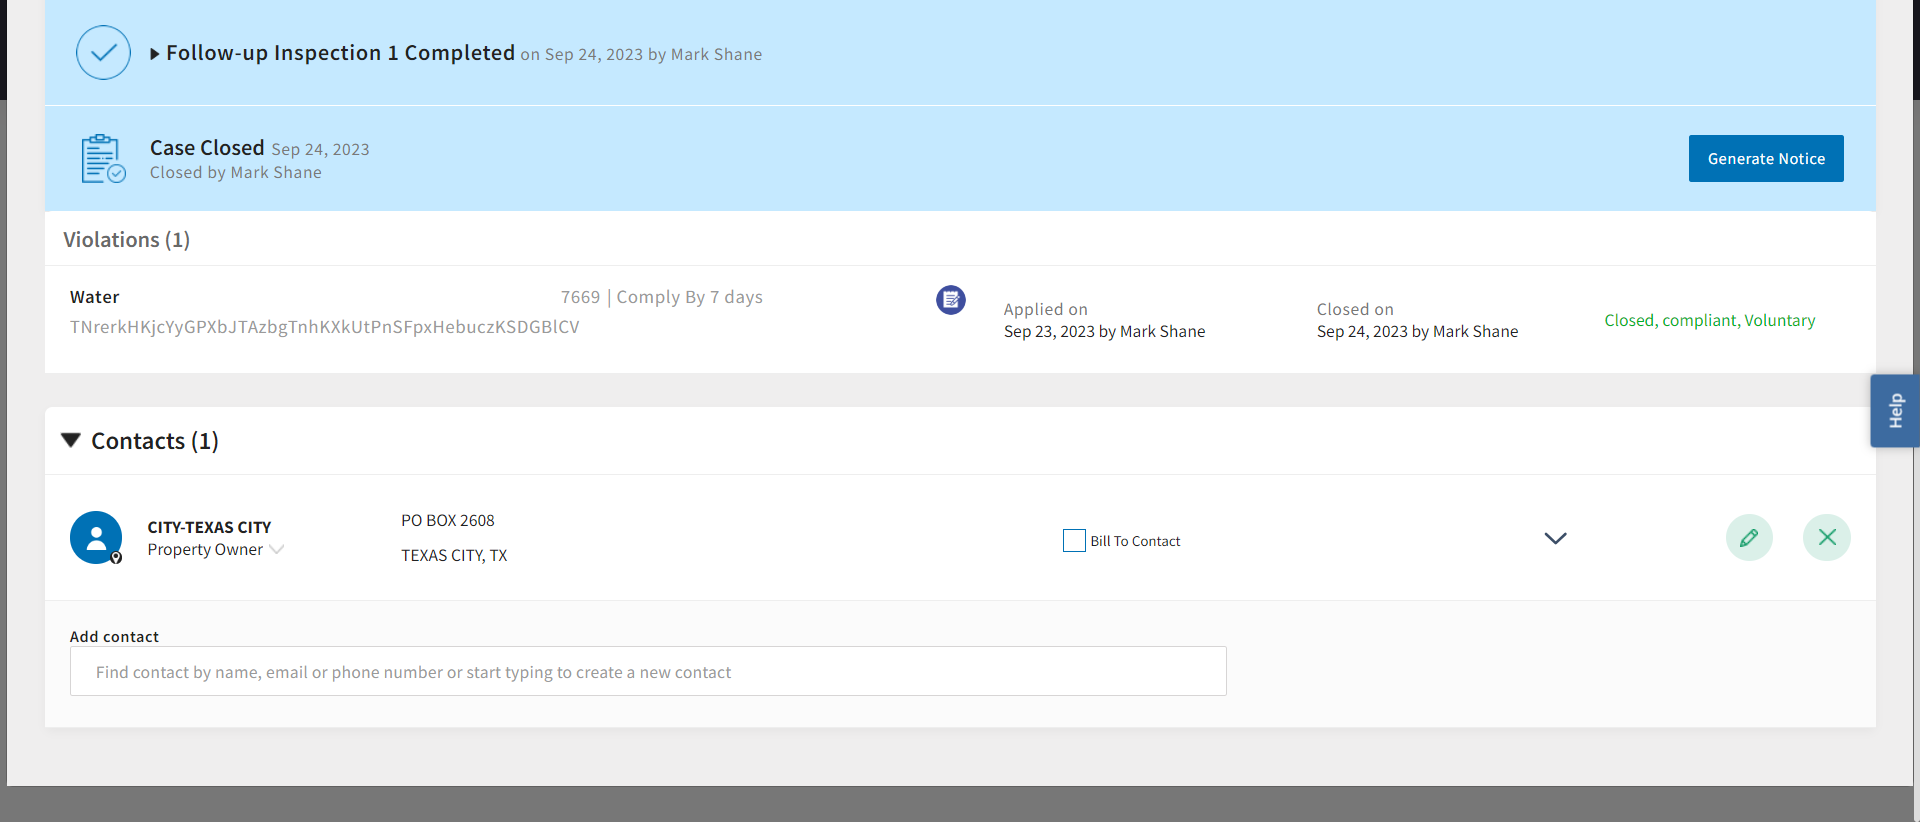 Follow-up Inspection 1 Completed on Sep 24, 2023 by Mark Shane
Case Closed Sep 24, 2023
Closed by Mark Shane
Generate Notice
Violations (1)
Water
7669 | Comply By 7 days
TNrerkHKjcYyGPXbJTAzbgTnhKXkUtPnSFpxHebuczKSDGBlCV
Applied on
Sep 23, 2023 by Mark Shane
Closed on
Sep 24, 2023 by Mark Shane
Closed, compliant, Voluntary
Help
Contacts (1)
CITY-TEXAS CITY
Property Owner
PO BOX 2608
TEXAS CITY, TX
Bill To Contact
Add contact
Find contact by name, email or phone number or start typing to create a new contact